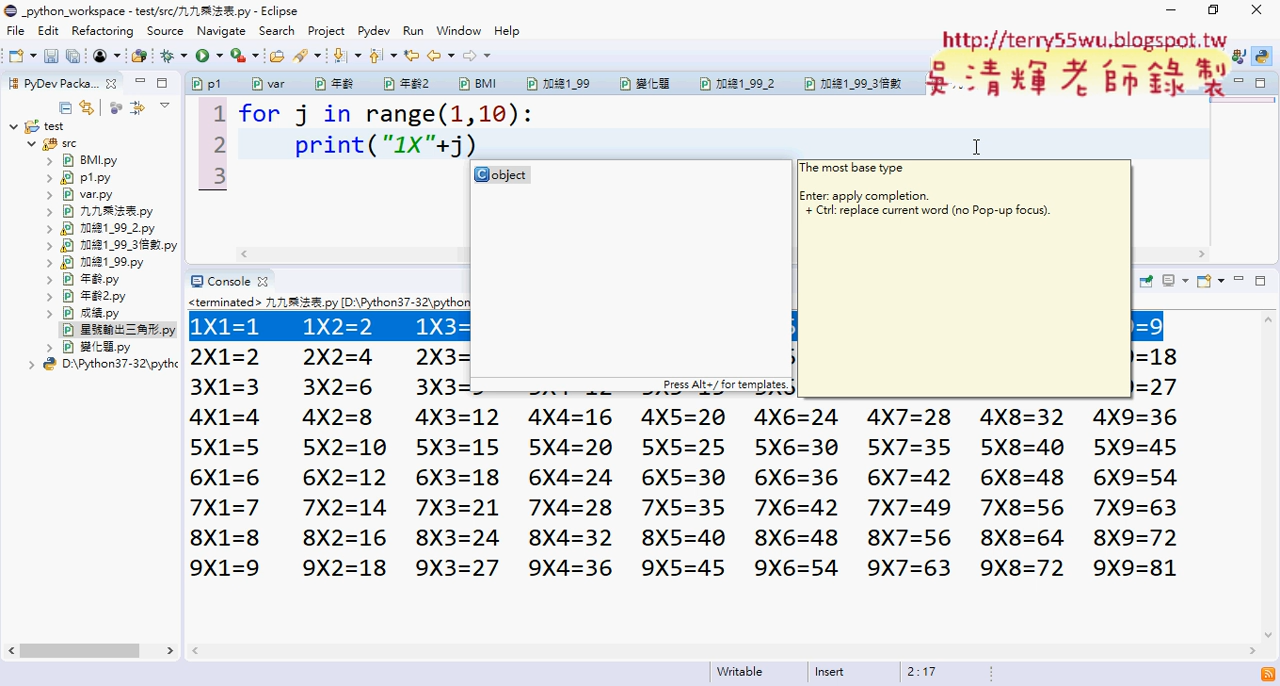 _python_workspace - test/src/九九乘法表.py - Eclipse
File Edit Refactoring Source Navigate Search Project Pydev Run Window Help
http://terry55wu.blogspot.tw
吳清輝老師錄製
PyDev Packa...
p1 var 年齡 年齡2 BMI 加總1_99 變化題 加總1_99_2 加總1_99_3倍數
test
src
BMI.py
p1.py
var.py
九九乘法表.py
加總1_99_2.py
加總1_99_3倍數.py
加總1_99.py
年齡.py
年齡2.py
成績.py
星號輸出三角形.py
變化題.py
D:\Python37-32\pytho
1 for j in range(1,10):
2 print("1X"+j)
3
object
Press Alt+/ for templates.
The most base type
Enter: apply completion.
+ Ctrl: replace current word (no Pop-up focus).
Console
<terminated> 九九乘法表.py [D:\Python37-32\python
1X1=1 1X2=2 1X3= =9
2X1=2 2X2=4 2X3= =18
3X1=3 3X2=6 3X3=9 3X4=12 3X5=15 3X6= =27
4X1=4 4X2=8 4X3=12 4X4=16 4X5=20 4X6=24 4X7=28 4X8=32 4X9=36
5X1=5 5X2=10 5X3=15 5X4=20 5X5=25 5X6=30 5X7=35 5X8=40 5X9=45
6X1=6 6X2=12 6X3=18 6X4=24 6X5=30 6X6=36 6X7=42 6X8=48 6X9=54
7X1=7 7X2=14 7X3=21 7X4=28 7X5=35 7X6=42 7X7=49 7X8=56 7X9=63
8X1=8 8X2=16 8X3=24 8X4=32 8X5=40 8X6=48 8X7=56 8X8=64 8X9=72
9X1=9 9X2=18 9X3=27 9X4=36 9X5=45 9X6=54 9X7=63 9X8=72 9X9=81
Writable Insert 2 : 17